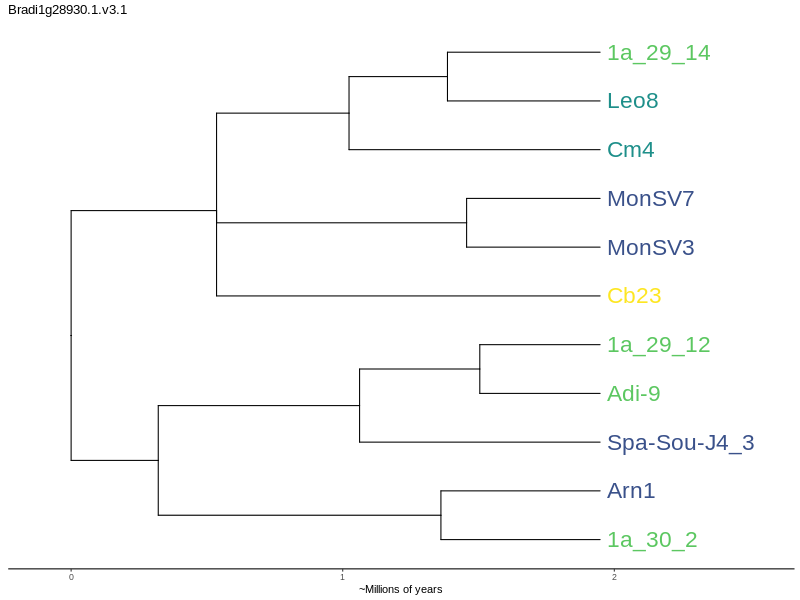 Bradi1g28930.1.v3.1
1a_29_14
Leo8
Cm4
MonSV7
MonSV3
Cb23
1a_29_12
Adi-9
Spa-Sou-J4_3
Arn1
1a_30_2
0 1 2
~Millions of years